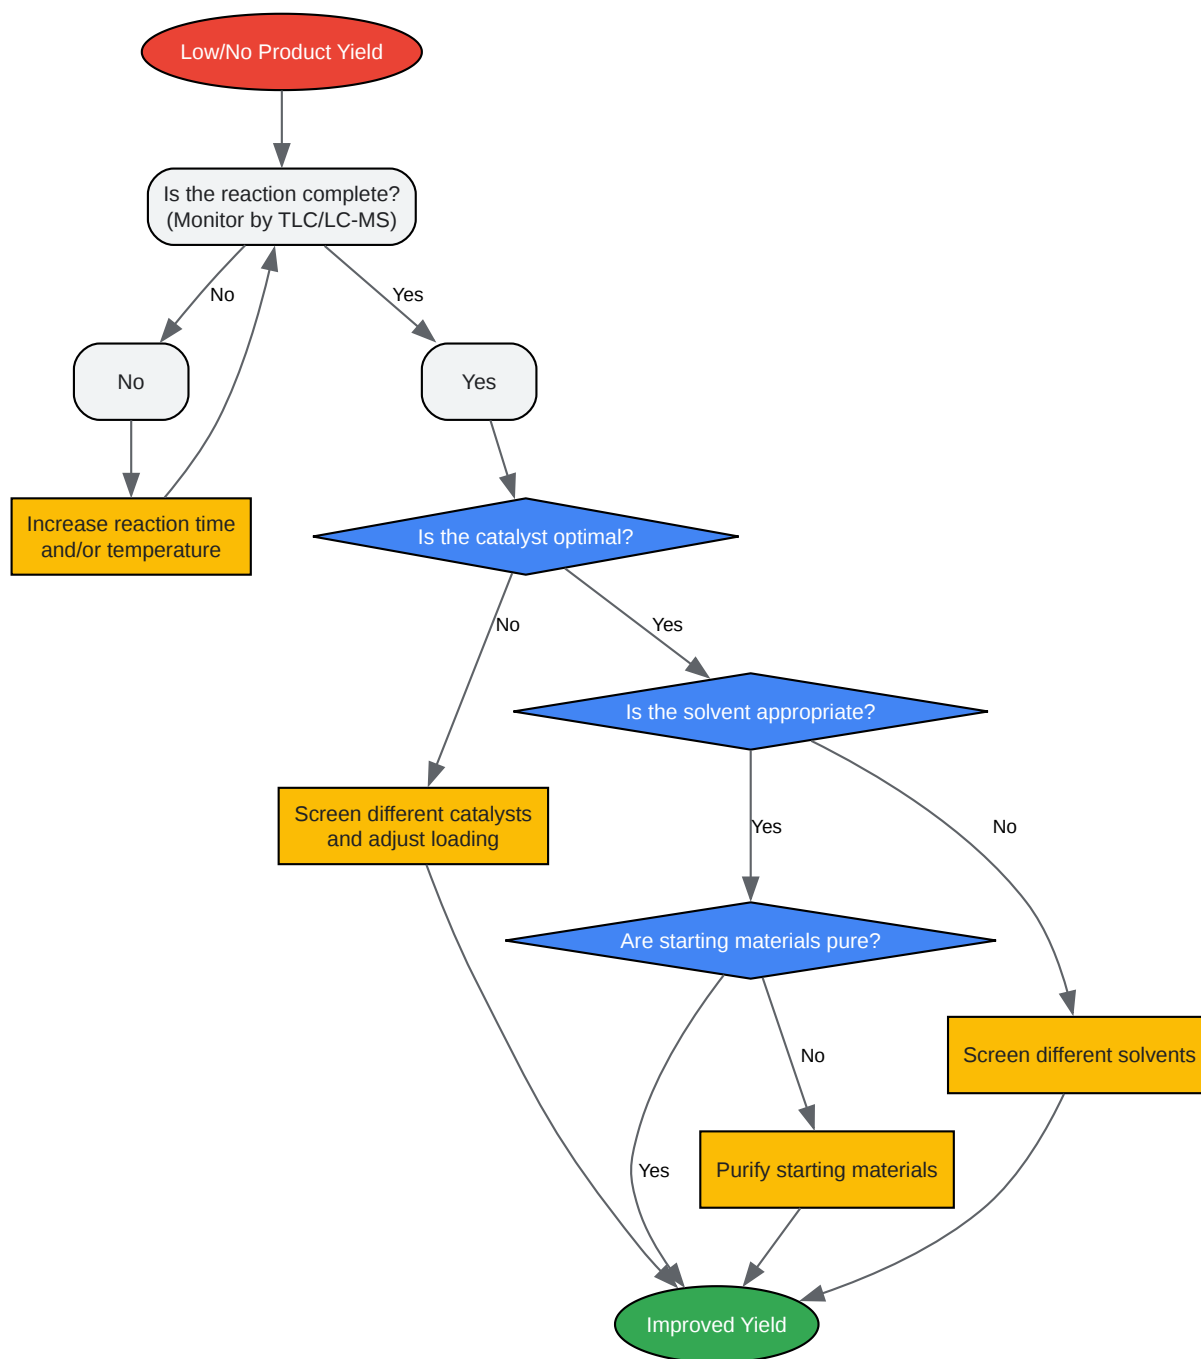 Low/No Product Yield
Is the reaction complete?
(Monitor by TLC/LC-MS)
No
Yes
No
Yes
Increase reaction time
and/or temperature
Is the catalyst optimal?
No
Yes
Is the solvent appropriate?
Screen different catalysts
and adjust loading
Yes
No
Are starting materials pure?
No
Screen different solvents
Yes
Purify starting materials
Improved Yield